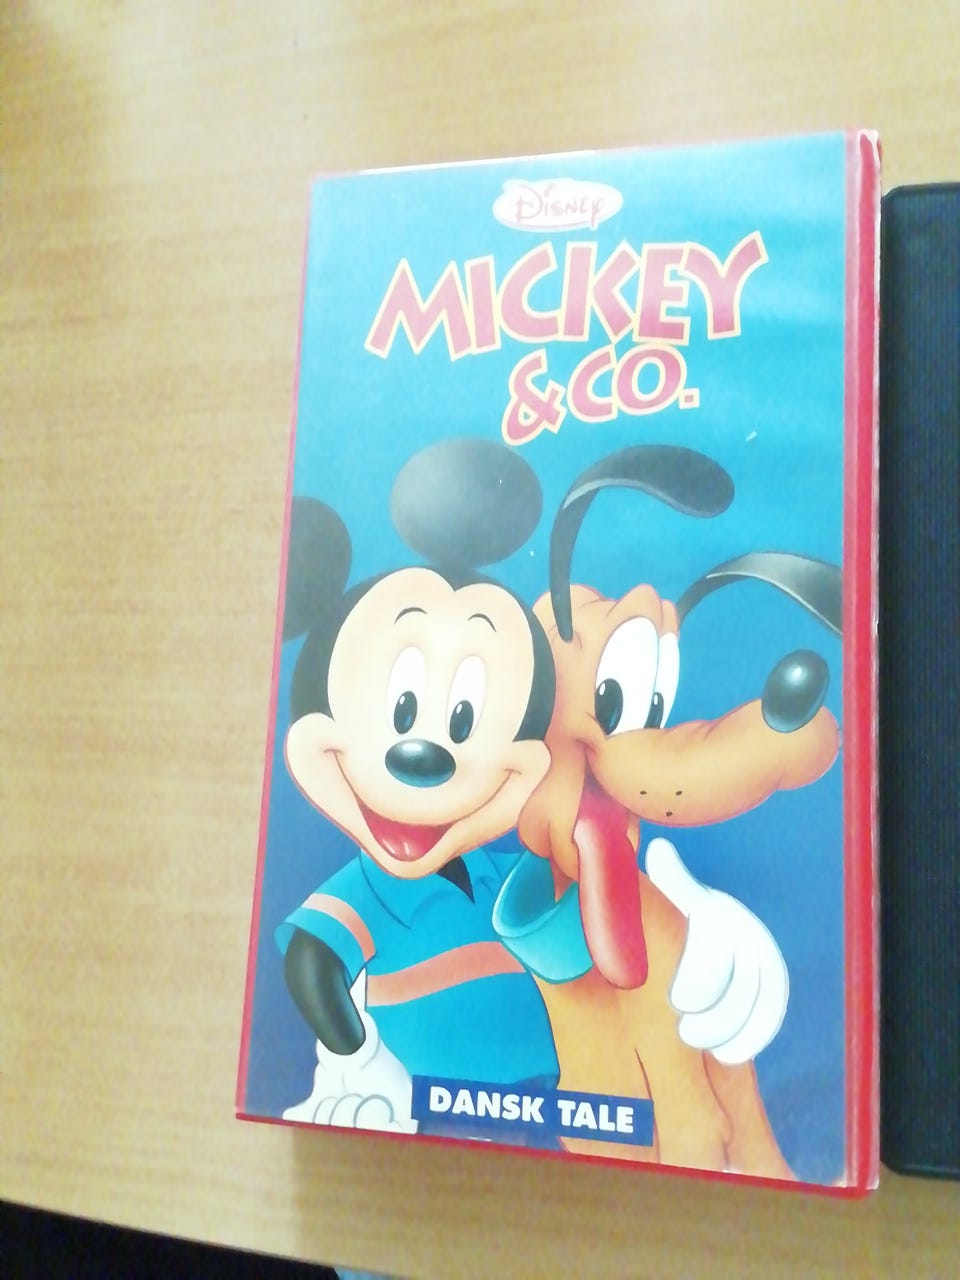 Disney
MICKEY
& CO.
DANSK TALE